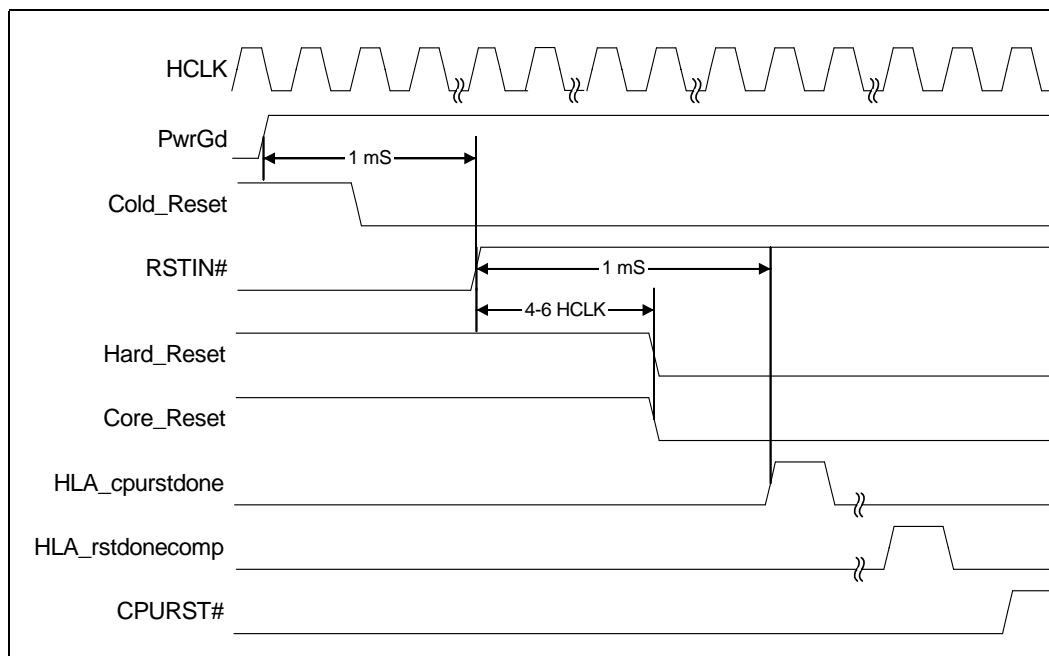 HCLK
PwrGd
1 mS
Cold_Reset
RSTIN#
1 mS
4-6 HCLK
Hard_Reset
Core_Reset
HLA_cpurstdone
HLA_rstdonecomp
CPURST#